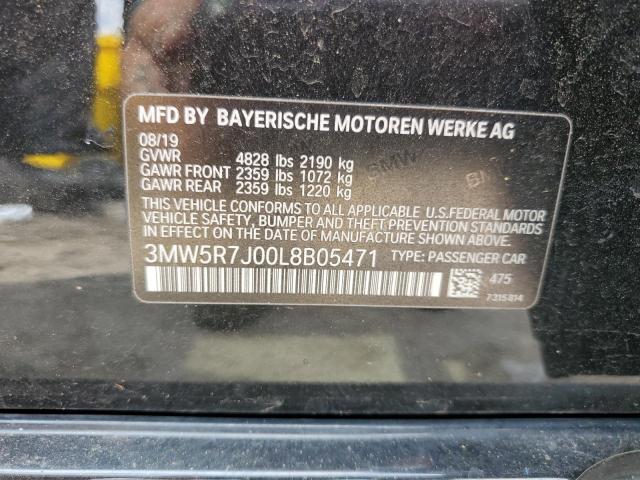 MFD BY BAYERISCHE MOTOREN WERKE AG
08/19
GVWR 4828 lbs 2190 kg
GAWR FRONT 2359 lbs 1072 kg
GAWR REAR 2359 lbs 1220 kg
THIS VEHICLE CONFORMS TO ALL APPLICABLE U.S.FEDERAL MOTOR
VEHICLE SAFETY, BUMPER AND THEFT PREVENTION STANDARDS
IN EFFECT ON THE DATE OF MANUFACTURE SHOWN ABOVE.
3MW5R7J00L8B05471 TYPE: PASSENGER CAR
475
7315814